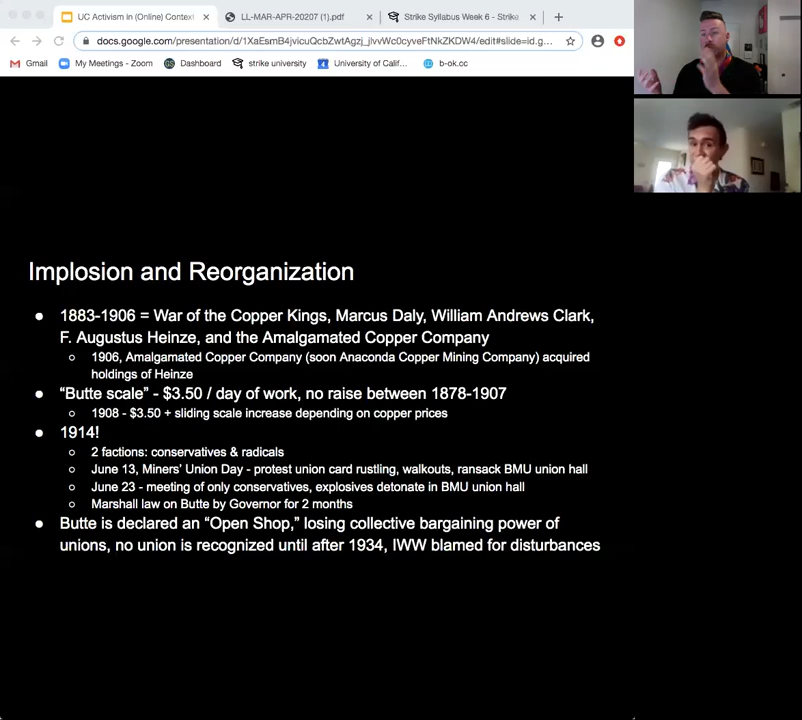 UC Activism In (Online) Context
LL-MAR-APR-20207 (1).pdf
Strike Syllabus Week 6 - Strike
docs.google.com/presentation/d/1XaEsmB4jvicuQcbZwtAgzj_jlvvWc0cyveFtNkZKDW4/edit#slide=id.g...
Gmail
My Meetings - Zoom
Dashboard
strike university
University of Calif...
b-ok.cc
Implosion and Reorganization
● 1883-1906 = War of the Copper Kings, Marcus Daly, William Andrews Clark,
F. Augustus Heinze, and the Amalgamated Copper Company
○ 1906, Amalgamated Copper Company (soon Anaconda Copper Mining Company) acquired
holdings of Heinze
● “Butte scale” - $3.50 / day of work, no raise between 1878-1907
○ 1908 - $3.50 + sliding scale increase depending on copper prices
● 1914!
○ 2 factions: conservatives & radicals
○ June 13, Miners’ Union Day - protest union card rustling, walkouts, ransack BMU union hall
○ June 23 - meeting of only conservatives, explosives detonate in BMU union hall
○ Marshall law on Butte by Governor for 2 months
● Butte is declared an “Open Shop,” losing collective bargaining power of
unions, no union is recognized until after 1934, IWW blamed for disturbances